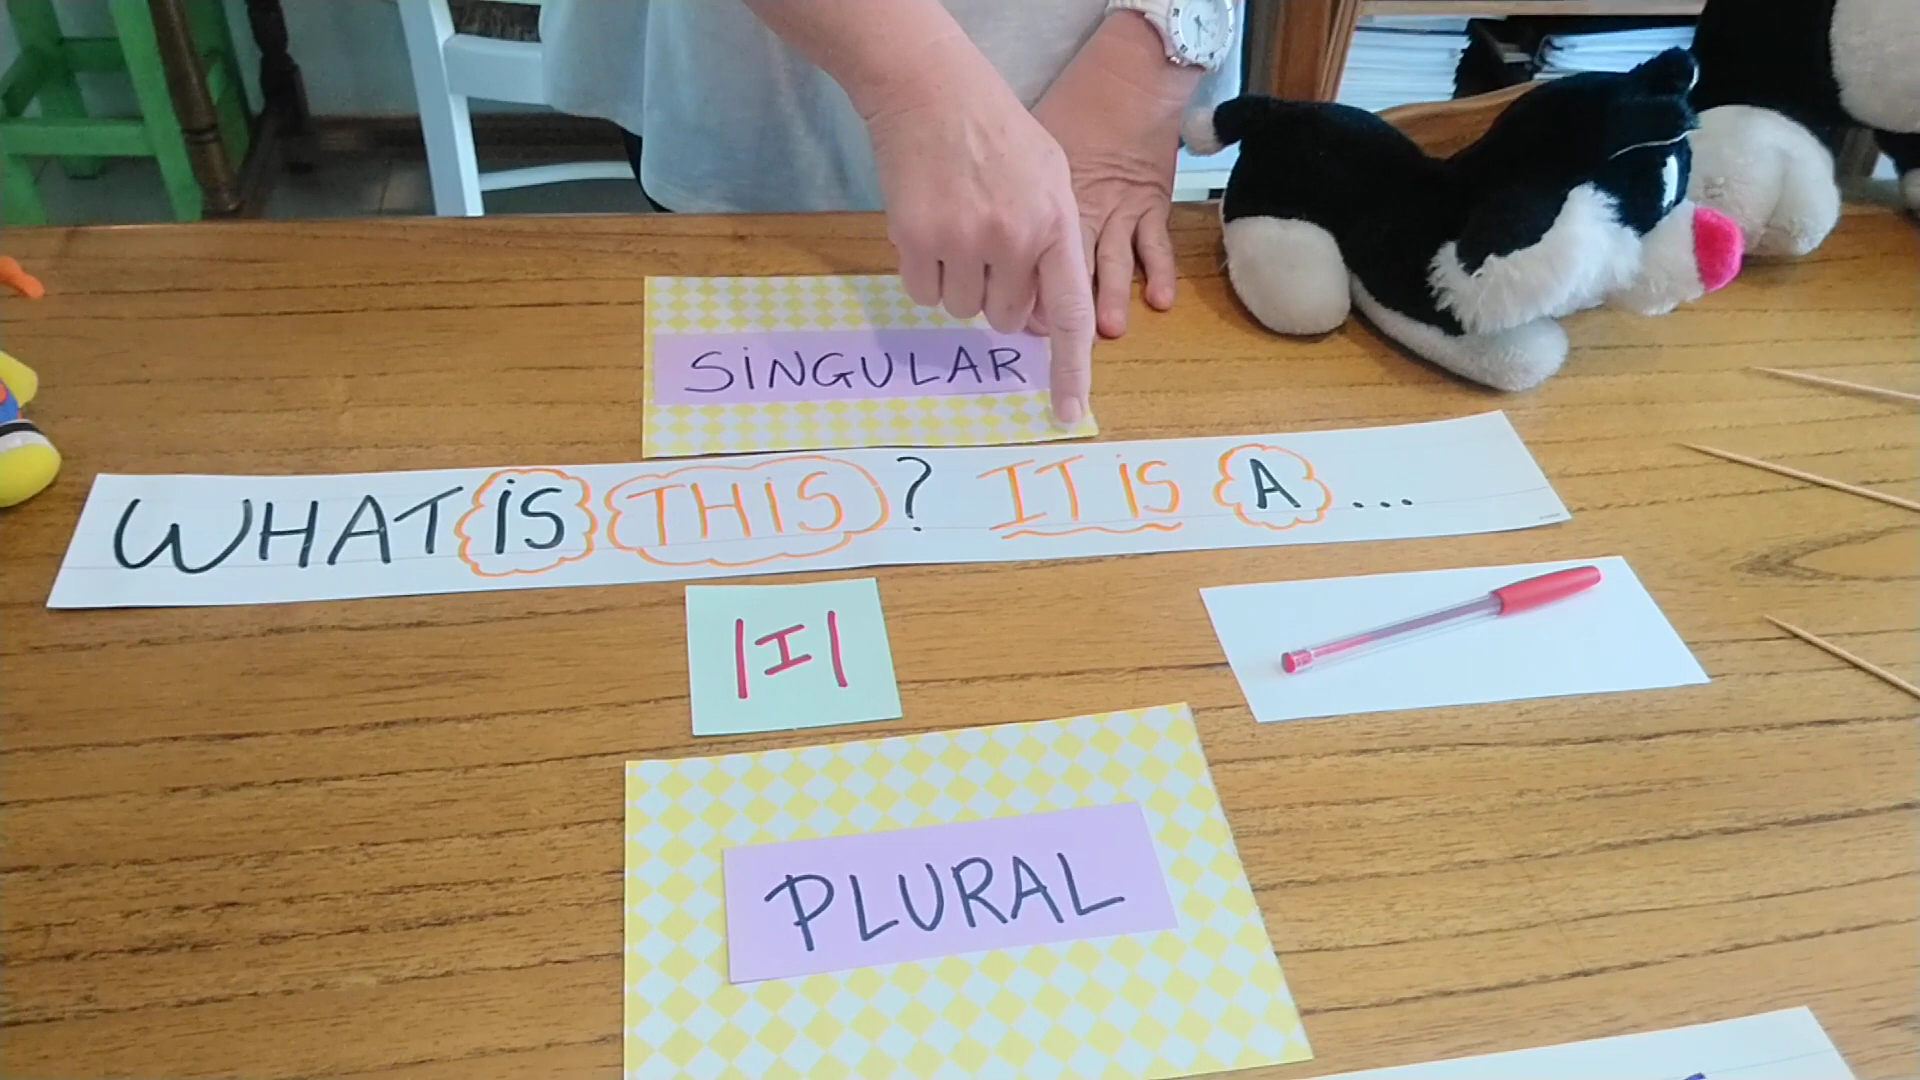 SINGULAR
WHAT IS THIS? IT IS A...
|I|
PLURAL